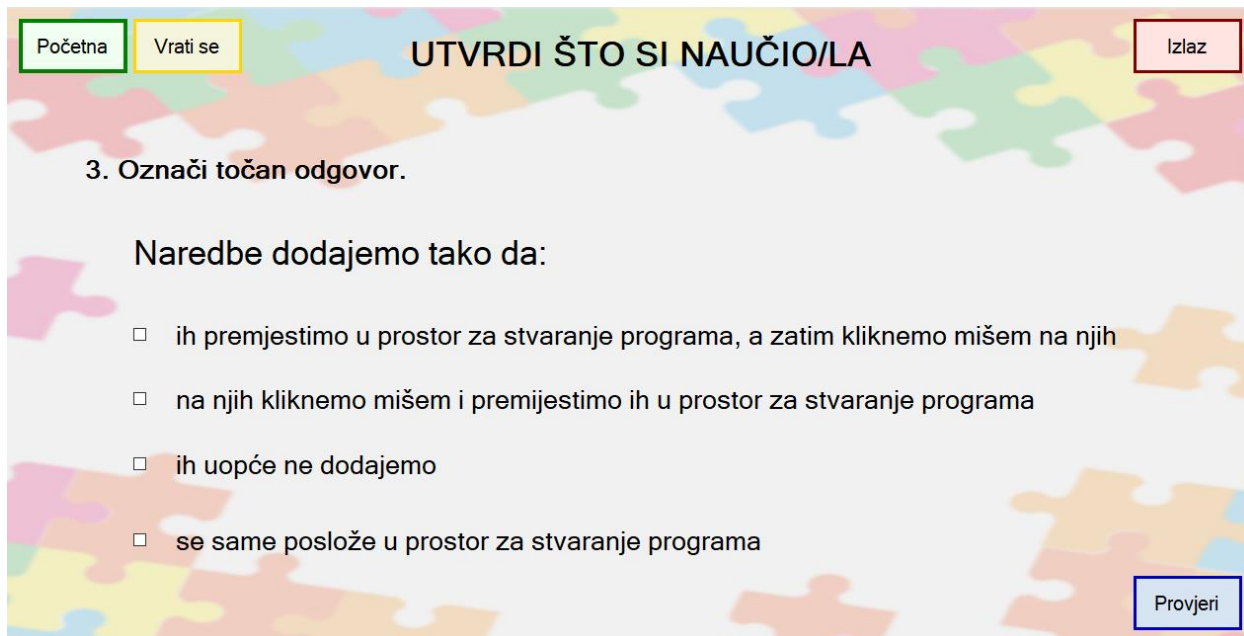 Početna
Vrati se
UTVRDI ŠTO SI NAUČIO/LA
Izlaz
3. Označi točan odgovor.
Naredbe dodajemo tako da:
ih premjestimo u prostor za stvaranje programa, a zatim kliknemo mišem na njih
na njih kliknemo mišem i premijestimo ih u prostor za stvaranje programa
ih uopće ne dodajemo
se same poslože u prostor za stvaranje programa
Provjeri